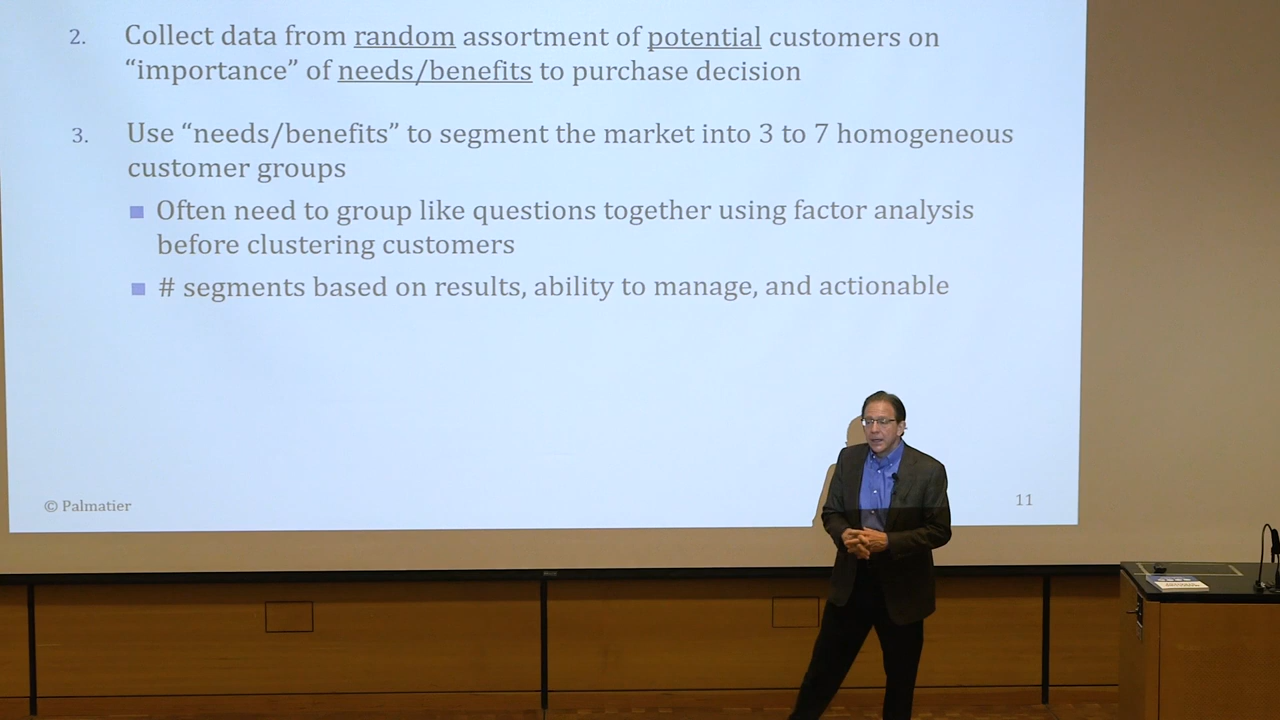 2. Collect data from random assortment of potential customers on
“importance” of needs/benefits to purchase decision
3. Use “needs/benefits” to segment the market into 3 to 7 homogeneous
customer groups
■ Often need to group like questions together using factor analysis
before clustering customers
■ # segments based on results, ability to manage, and actionable
© Palmatier
11